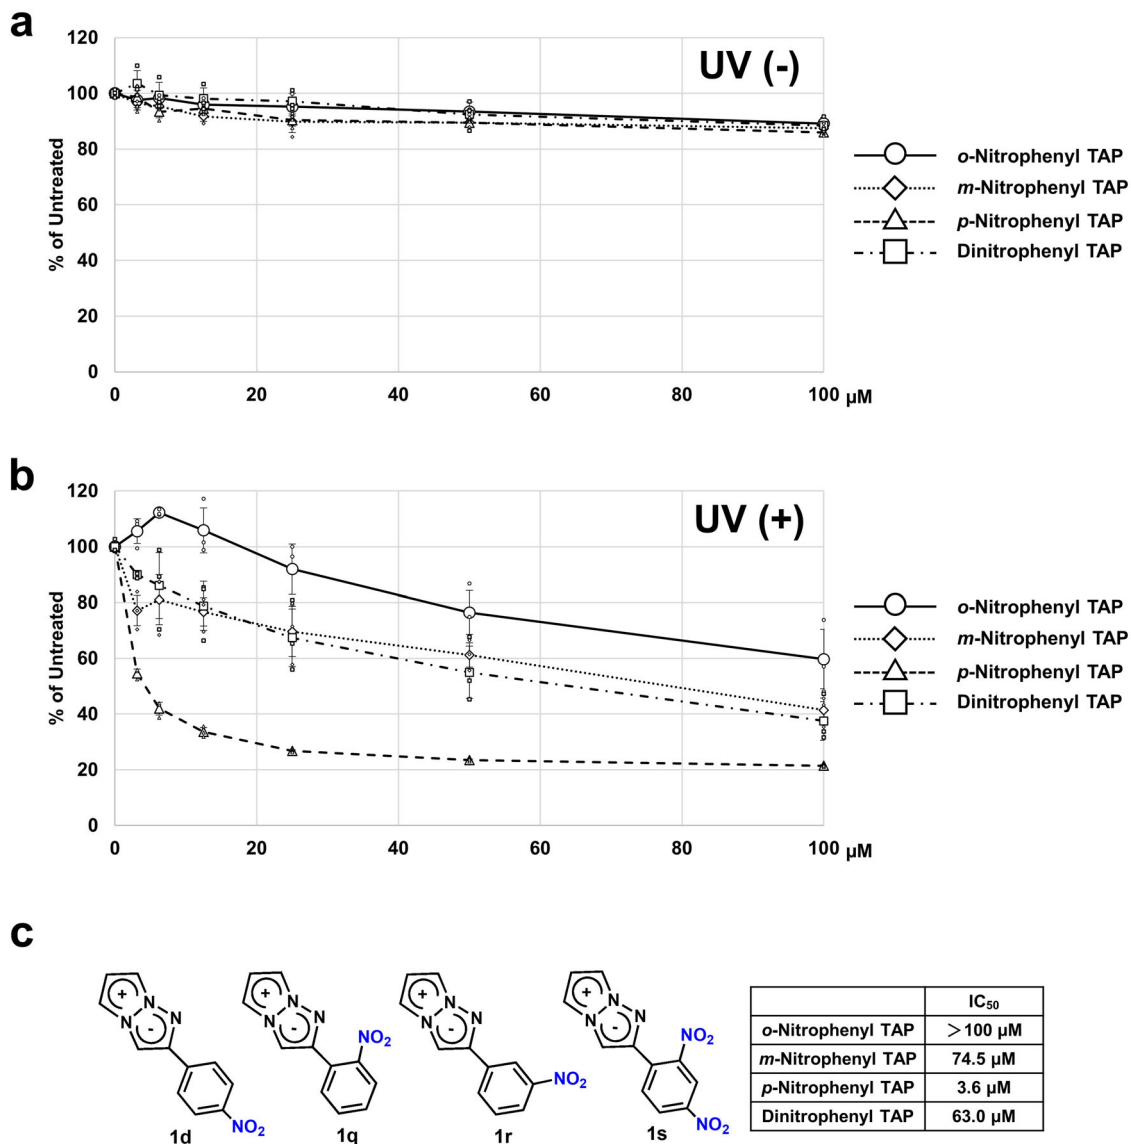 a
120
100
80
60
40
20
0
% of Untreated
UV (-)
0 20 40 60 80 100 µM
o-Nitrophenyl TAP
m-Nitrophenyl TAP
p-Nitrophenyl TAP
Dinitrophenyl TAP
b
120
100
80
60
40
20
0
% of Untreated
UV (+)
0 20 40 60 80 100 µM
o-Nitrophenyl TAP
m-Nitrophenyl TAP
p-Nitrophenyl TAP
Dinitrophenyl TAP
c
+ N N N - NO₂
1d
+ N N N - NO₂
1q
+ N N N - NO₂
1r
+ N N N - NO₂ NO₂
1s
IC₅₀
o-Nitrophenyl TAP >100 µM
m-Nitrophenyl TAP 74.5 µM
p-Nitrophenyl TAP 3.6 µM
Dinitrophenyl TAP 63.0 µM